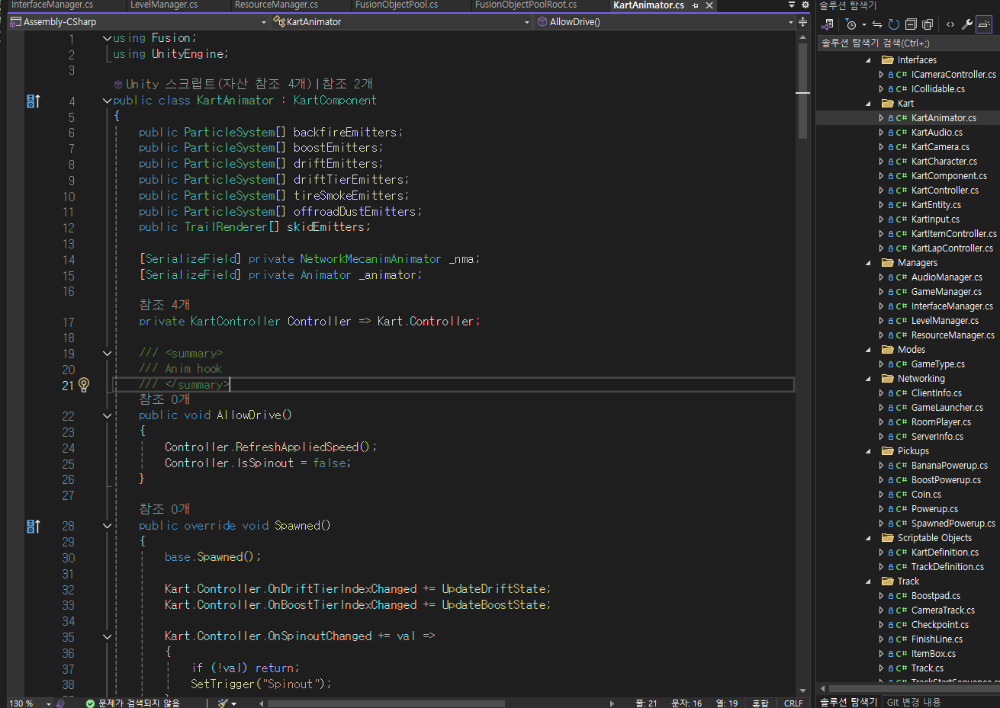 InterfaceManager.cs LevelManager.cs ResourceManager.cs FusionObjectPool.cs FusionObjectPoolRoot.cs KartAnimator.cs
Assembly-CSharp KartAnimator AllowDrive()
1 using Fusion;
2 using UnityEngine;
3
Unity 스크립트(자산 참조 4개)|참조 2개
4 public class KartAnimator : KartComponent
5 {
6 public ParticleSystem[] backfireEmitters;
7 public ParticleSystem[] boostEmitters;
8 public ParticleSystem[] driftEmitters;
9 public ParticleSystem[] driftTierEmitters;
10 public ParticleSystem[] tireSmokeEmitters;
11 public ParticleSystem[] offroadDustEmitters;
12 public TrailRenderer[] skidEmitters;
13
14 [SerializeField] private NetworkMecanimAnimator _nma;
15 [SerializeField] private Animator _animator;
16
참조 4개
17 private KartController Controller => Kart.Controller;
18
19 /// <summary>
20 /// Anim hook
21 /// </summary>
참조 0개
22 public void AllowDrive()
23 {
24 Controller.RefreshAppliedSpeed();
25 Controller.IsSpinout = false;
26 }
27
참조 0개
28 public override void Spawned()
29 {
30 base.Spawned();
31
32 Kart.Controller.OnDriftTierIndexChanged += UpdateDriftState;
33 Kart.Controller.OnBoostTierIndexChanged += UpdateBoostState;
34
35 Kart.Controller.OnSpinoutChanged += val =>
36 {
37 if (!val) return;
38 SetTrigger("Spinout");
130 % 문제가 검색되지 않음 줄: 21 문자: 16 열: 19 혼합 CRLF
솔루션 탐색기
솔루션 탐색기 검색(Ctrl+;)
Interfaces
C# ICameraController.cs
C# ICollidable.cs
Kart
C# KartAnimator.cs
C# KartAudio.cs
C# KartCamera.cs
C# KartCharacter.cs
C# KartComponent.cs
C# KartController.cs
C# KartEntity.cs
C# KartInput.cs
C# KartItemController.cs
C# KartLapController.cs
Managers
C# AudioManager.cs
C# GameManager.cs
C# InterfaceManager.cs
C# LevelManager.cs
C# ResourceManager.cs
Modes
C# GameType.cs
Networking
C# ClientInfo.cs
C# GameLauncher.cs
C# RoomPlayer.cs
C# ServerInfo.cs
Pickups
C# BananaPowerup.cs
C# BoostPowerup.cs
C# Coin.cs
C# Powerup.cs
C# SpawnedPowerup.cs
Scriptable Objects
C# KartDefinition.cs
C# TrackDefinition.cs
Track
C# Boostpad.cs
C# CameraTrack.cs
C# Checkpoint.cs
C# FinishLine.cs
C# ItemBox.cs
C# Track.cs
솔루션 탐색기 Git 변경 내용